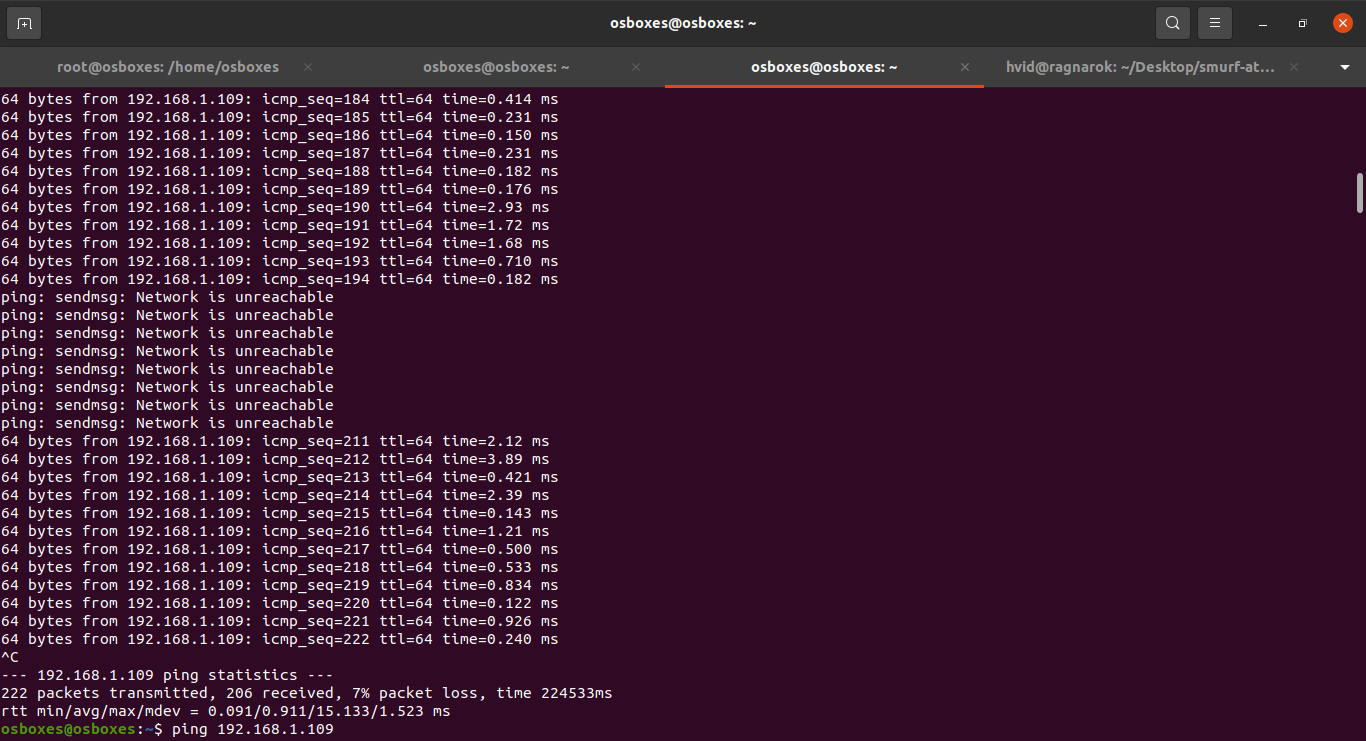 osboxes@osboxes: ~
root@osboxes: /home/osboxes
osboxes@osboxes: ~
osboxes@osboxes: ~
hvid@ragnarok: ~/Desktop/smurf-at...
64 bytes from 192.168.1.109: icmp_seq=184 ttl=64 time=0.414 ms
64 bytes from 192.168.1.109: icmp_seq=185 ttl=64 time=0.231 ms
64 bytes from 192.168.1.109: icmp_seq=186 ttl=64 time=0.150 ms
64 bytes from 192.168.1.109: icmp_seq=187 ttl=64 time=0.231 ms
64 bytes from 192.168.1.109: icmp_seq=188 ttl=64 time=0.182 ms
64 bytes from 192.168.1.109: icmp_seq=189 ttl=64 time=0.176 ms
64 bytes from 192.168.1.109: icmp_seq=190 ttl=64 time=2.93 ms
64 bytes from 192.168.1.109: icmp_seq=191 ttl=64 time=1.72 ms
64 bytes from 192.168.1.109: icmp_seq=192 ttl=64 time=1.68 ms
64 bytes from 192.168.1.109: icmp_seq=193 ttl=64 time=0.710 ms
64 bytes from 192.168.1.109: icmp_seq=194 ttl=64 time=0.182 ms
ping: sendmsg: Network is unreachable
ping: sendmsg: Network is unreachable
ping: sendmsg: Network is unreachable
ping: sendmsg: Network is unreachable
ping: sendmsg: Network is unreachable
ping: sendmsg: Network is unreachable
ping: sendmsg: Network is unreachable
ping: sendmsg: Network is unreachable
64 bytes from 192.168.1.109: icmp_seq=211 ttl=64 time=2.12 ms
64 bytes from 192.168.1.109: icmp_seq=212 ttl=64 time=3.89 ms
64 bytes from 192.168.1.109: icmp_seq=213 ttl=64 time=0.421 ms
64 bytes from 192.168.1.109: icmp_seq=214 ttl=64 time=2.39 ms
64 bytes from 192.168.1.109: icmp_seq=215 ttl=64 time=0.143 ms
64 bytes from 192.168.1.109: icmp_seq=216 ttl=64 time=1.21 ms
64 bytes from 192.168.1.109: icmp_seq=217 ttl=64 time=0.500 ms
64 bytes from 192.168.1.109: icmp_seq=218 ttl=64 time=0.533 ms
64 bytes from 192.168.1.109: icmp_seq=219 ttl=64 time=0.834 ms
64 bytes from 192.168.1.109: icmp_seq=220 ttl=64 time=0.122 ms
64 bytes from 192.168.1.109: icmp_seq=221 ttl=64 time=0.926 ms
64 bytes from 192.168.1.109: icmp_seq=222 ttl=64 time=0.240 ms
^C
--- 192.168.1.109 ping statistics ---
222 packets transmitted, 206 received, 7% packet loss, time 224533ms
rtt min/avg/max/mdev = 0.091/0.911/15.133/1.523 ms
osboxes@osboxes:~$ ping 192.168.1.109